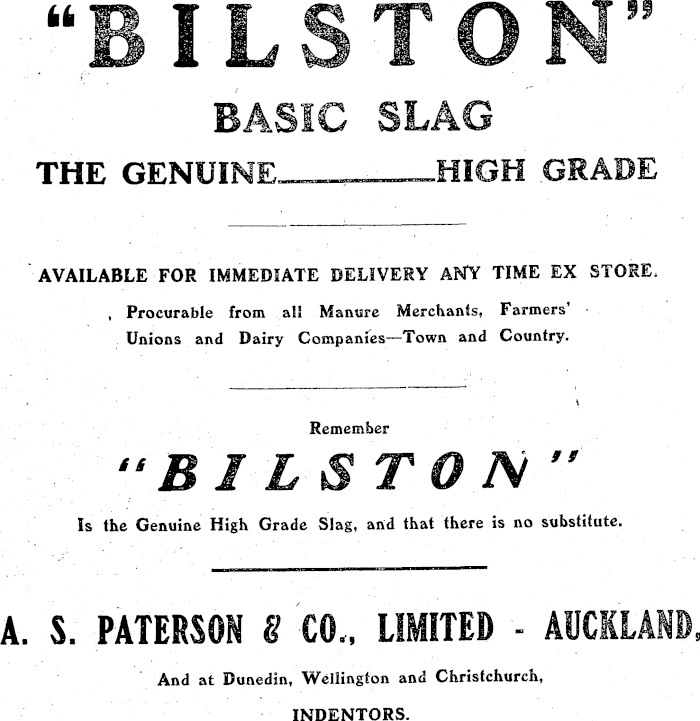 “BILSTON”
BASIC SLAG
THE GENUINE HIGH GRADE
AVAILABLE FOR IMMEDIATE DELIVERY ANY TIME EX STORE.
Procurable from all Manure Merchants, Farmers'
Unions and Dairy Companies—Town and Country.
Remember
“BILSTON”
Is the Genuine High Grade Slag, and that there is no substitute.
A. S. PATERSON & CO., LIMITED - AUCKLAND,
And at Dunedin, Wellington and Christchurch,
INDENTORS.